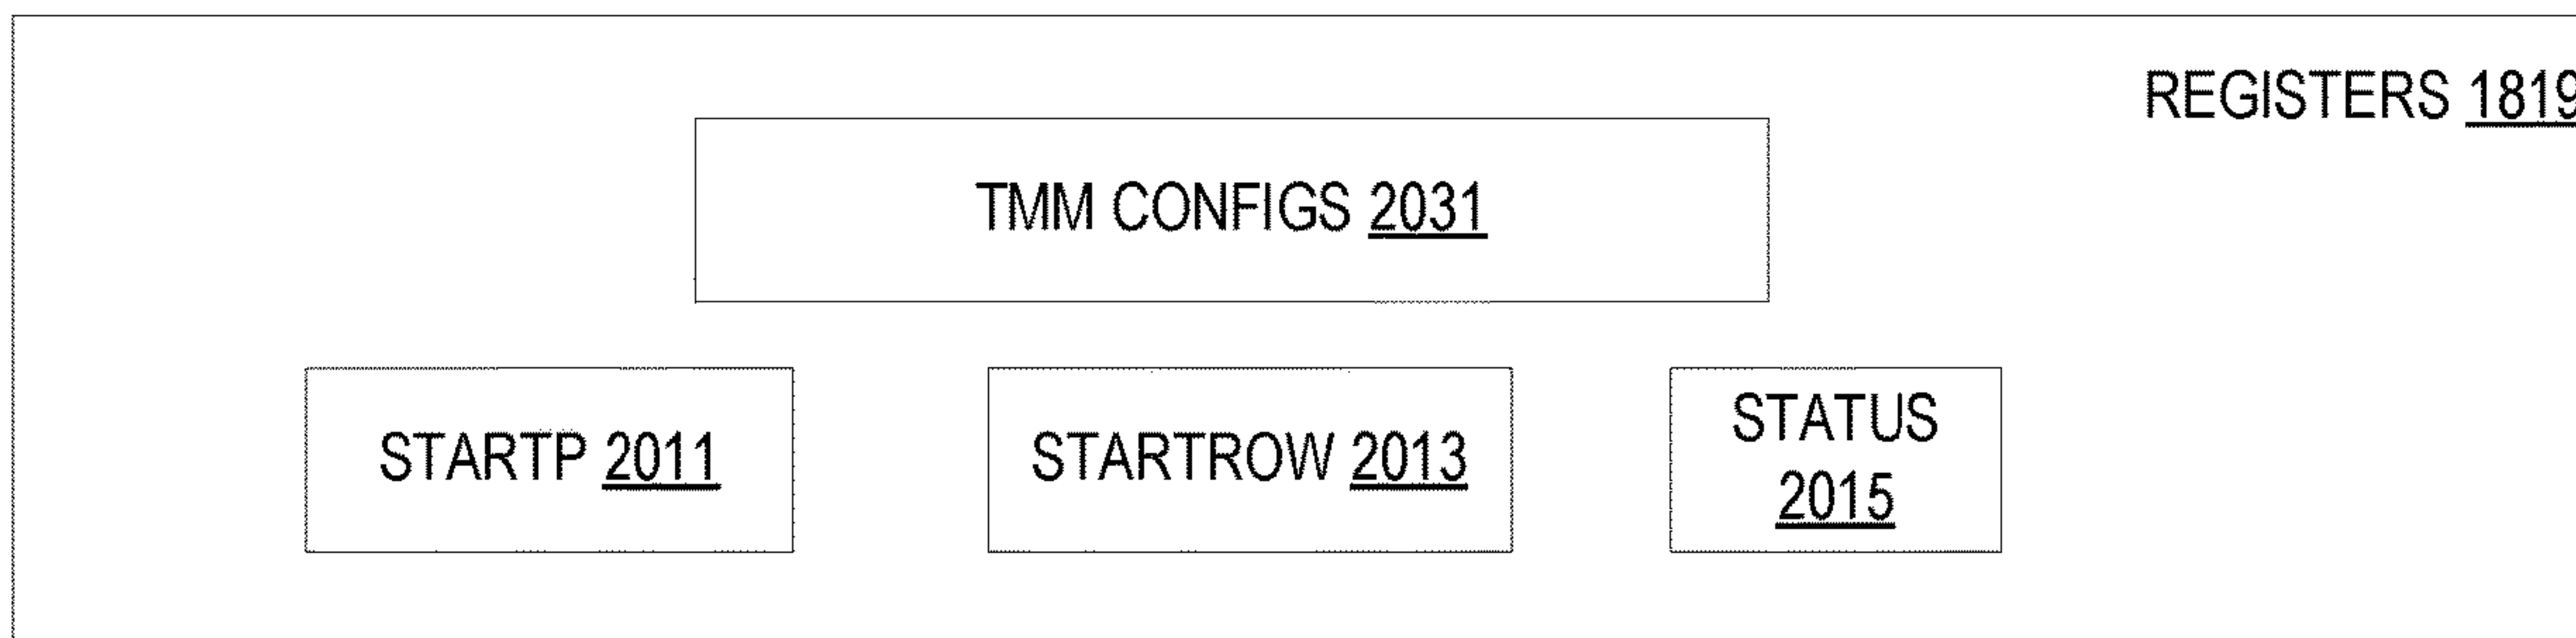 REGISTERS 1819
TMM CONFIGS 2031
STARTP 2011
STARTROW 2013
STATUS
2015